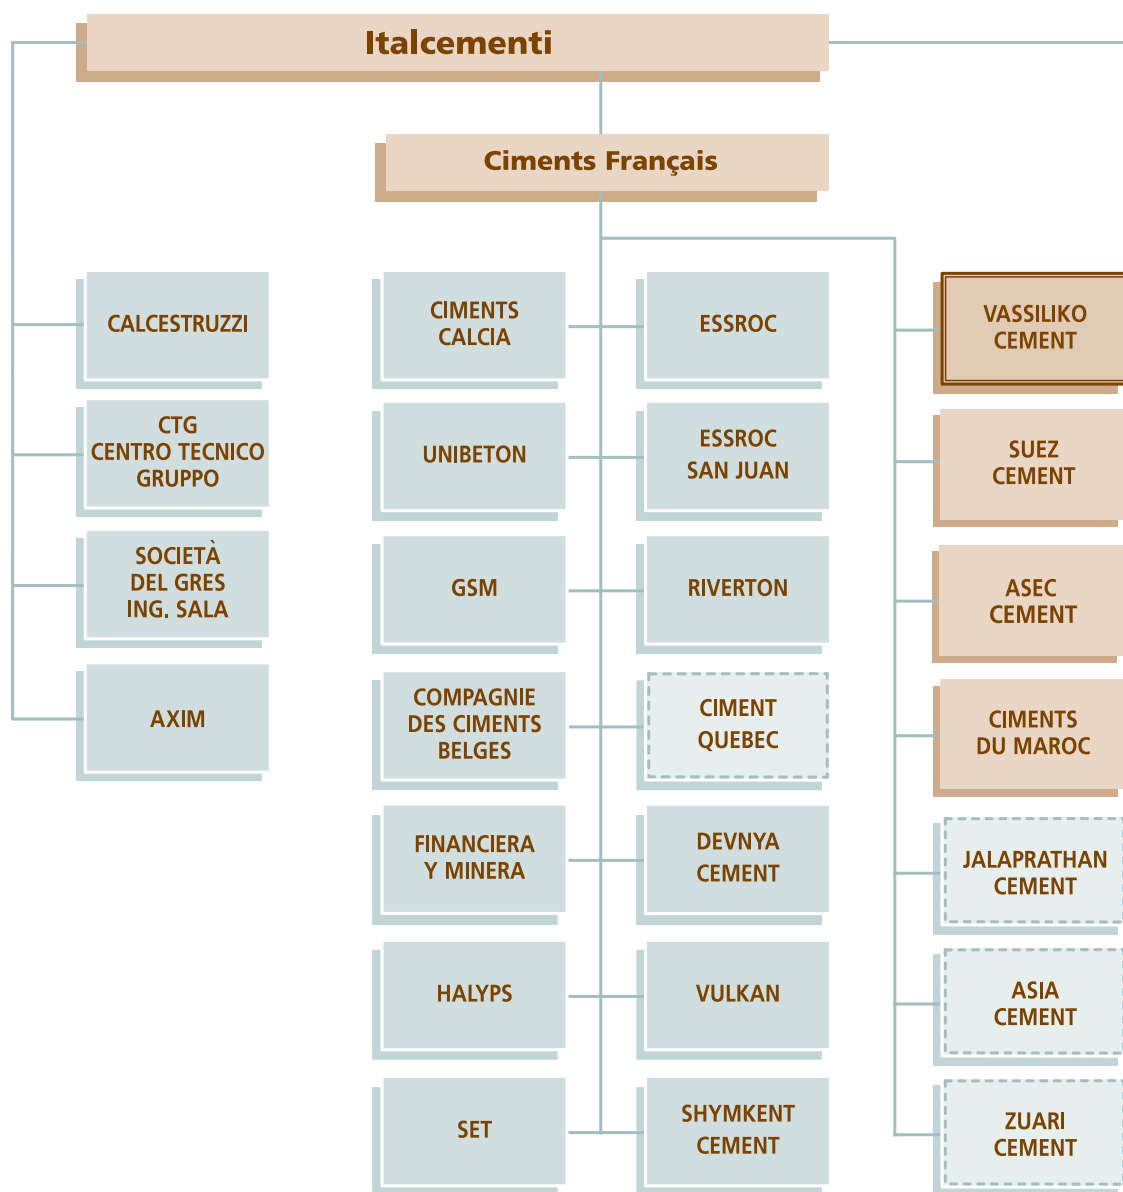 Italcementi
Ciments Français
CALCESTRUZZI
CTG
CENTRO TECNICO
GRUPPO
SOCIETÀ
DEL GRES
ING. SALA
AXIM
CIMENTS
CALCIA
UNIBETON
GSM
COMPAGNIE
DES CIMENTS
BELGES
FINANCIERA
Y MINERA
HALYPS
SET
ESSROC
ESSROC
SAN JUAN
RIVERTON
CIMENT
QUEBEC
DEVNYA
CEMENT
VULKAN
SHYMKENT
CEMENT
VASSILIKO
CEMENT
SUEZ
CEMENT
ASEC
CEMENT
CIMENTS
DU MAROC
JALAPRATHAN
CEMENT
ASIA
CEMENT
ZUARI
CEMENT